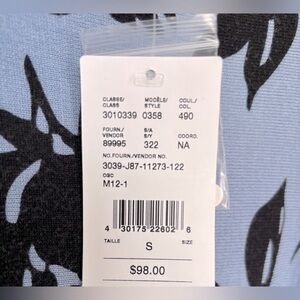 CLASSE/ MODÈLE/ COUL./
CLASS STYLE COL.
3010339 0358 490
FOURN./ S/A
VENDOR S/Y COORD.
89995 322 NA
NO.FOURN./VENDOR NO.
3039-J87-11273-122
M12-1
4 30175 22602 6
TAILLE S SIZE
$98.00